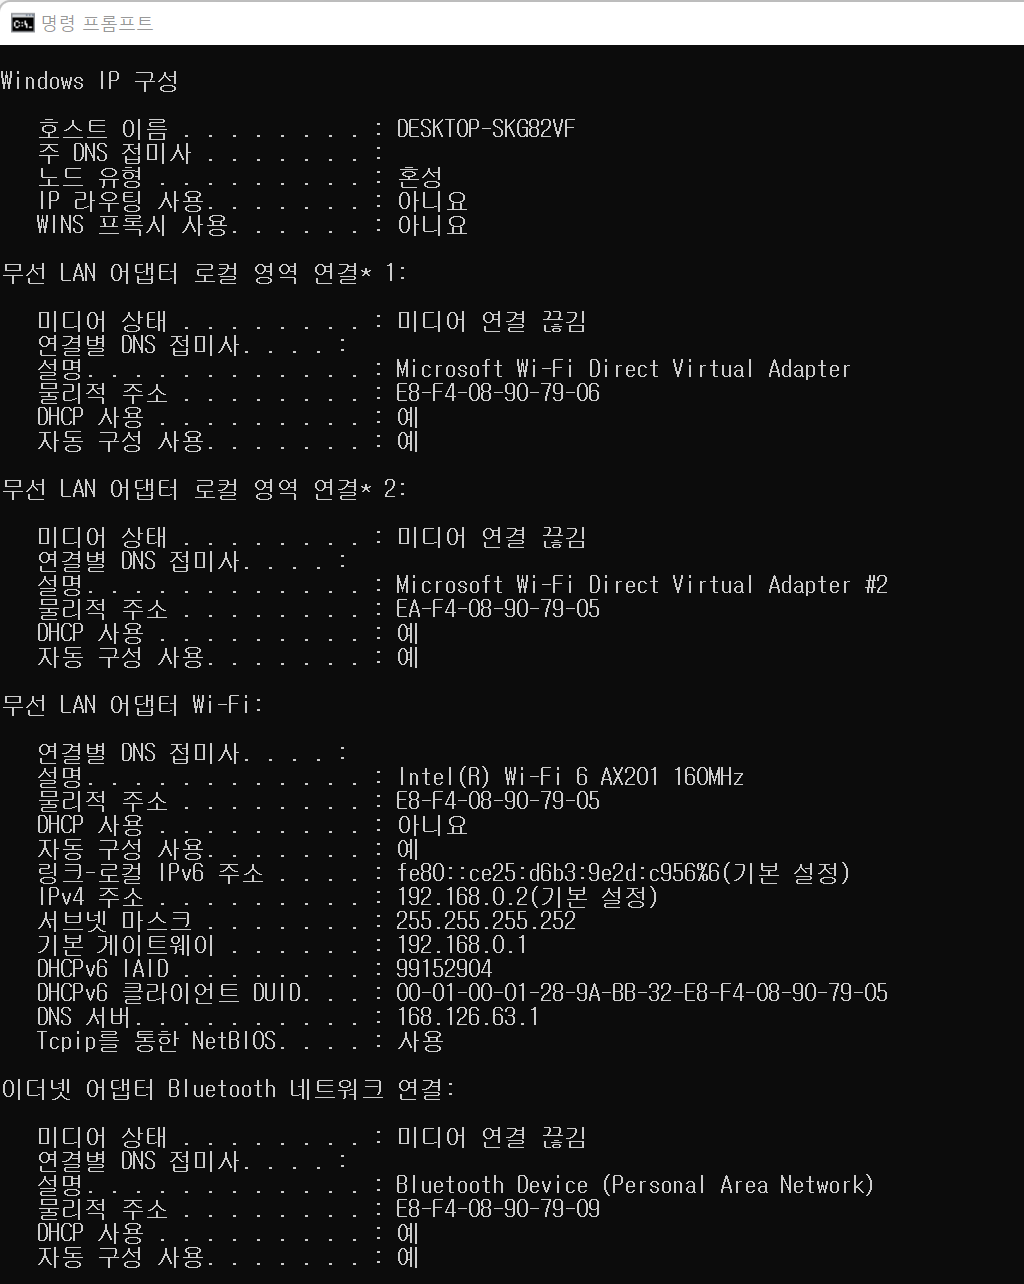 명령 프롬프트
Windows IP 구성
호스트 이름 . . . . . . . . : DESKTOP-SKG82VF
주 DNS 접미사 . . . . . . . :
노드 유형 . . . . . . . . . : 혼성
IP 라우팅 사용. . . . . . . : 아니요
WINS 프록시 사용. . . . . . : 아니요
무선 LAN 어댑터 로컬 영역 연결* 1:
미디어 상태 . . . . . . . . : 미디어 연결 끊김
연결별 DNS 접미사. . . . :
설명. . . . . . . . . . . . : Microsoft Wi-Fi Direct Virtual Adapter
물리적 주소 . . . . . . . . : E8-F4-08-90-79-06
DHCP 사용 . . . . . . . . . : 예
자동 구성 사용. . . . . . . : 예
무선 LAN 어댑터 로컬 영역 연결* 2:
미디어 상태 . . . . . . . . : 미디어 연결 끊김
연결별 DNS 접미사. . . . :
설명. . . . . . . . . . . . : Microsoft Wi-Fi Direct Virtual Adapter #2
물리적 주소 . . . . . . . . : EA-F4-08-90-79-05
DHCP 사용 . . . . . . . . . : 예
자동 구성 사용. . . . . . . : 예
무선 LAN 어댑터 Wi-Fi:
연결별 DNS 접미사. . . . :
설명. . . . . . . . . . . . : Intel(R) Wi-Fi 6 AX201 160MHz
물리적 주소 . . . . . . . . : E8-F4-08-90-79-05
DHCP 사용 . . . . . . . . . : 아니요
자동 구성 사용. . . . . . . : 예
링크-로컬 IPv6 주소 . . . . : fe80::ce25:d6b3:9e2d:c956%6(기본 설정)
IPv4 주소 . . . . . . . . . : 192.168.0.2(기본 설정)
서브넷 마스크 . . . . . . . : 255.255.255.252
기본 게이트웨이 . . . . . . : 192.168.0.1
DHCPv6 IAID . . . . . . . . : 99152904
DHCPv6 클라이언트 DUID. . . : 00-01-00-01-28-9A-BB-32-E8-F4-08-90-79-05
DNS 서버. . . . . . . . . . : 168.126.63.1
Tcpip를 통한 NetBIOS. . . . : 사용
이더넷 어댑터 Bluetooth 네트워크 연결:
미디어 상태 . . . . . . . . : 미디어 연결 끊김
연결별 DNS 접미사. . . . :
설명. . . . . . . . . . . . : Bluetooth Device (Personal Area Network)
물리적 주소 . . . . . . . . : E8-F4-08-90-79-09
DHCP 사용 . . . . . . . . . : 예
자동 구성 사용. . . . . . . : 예